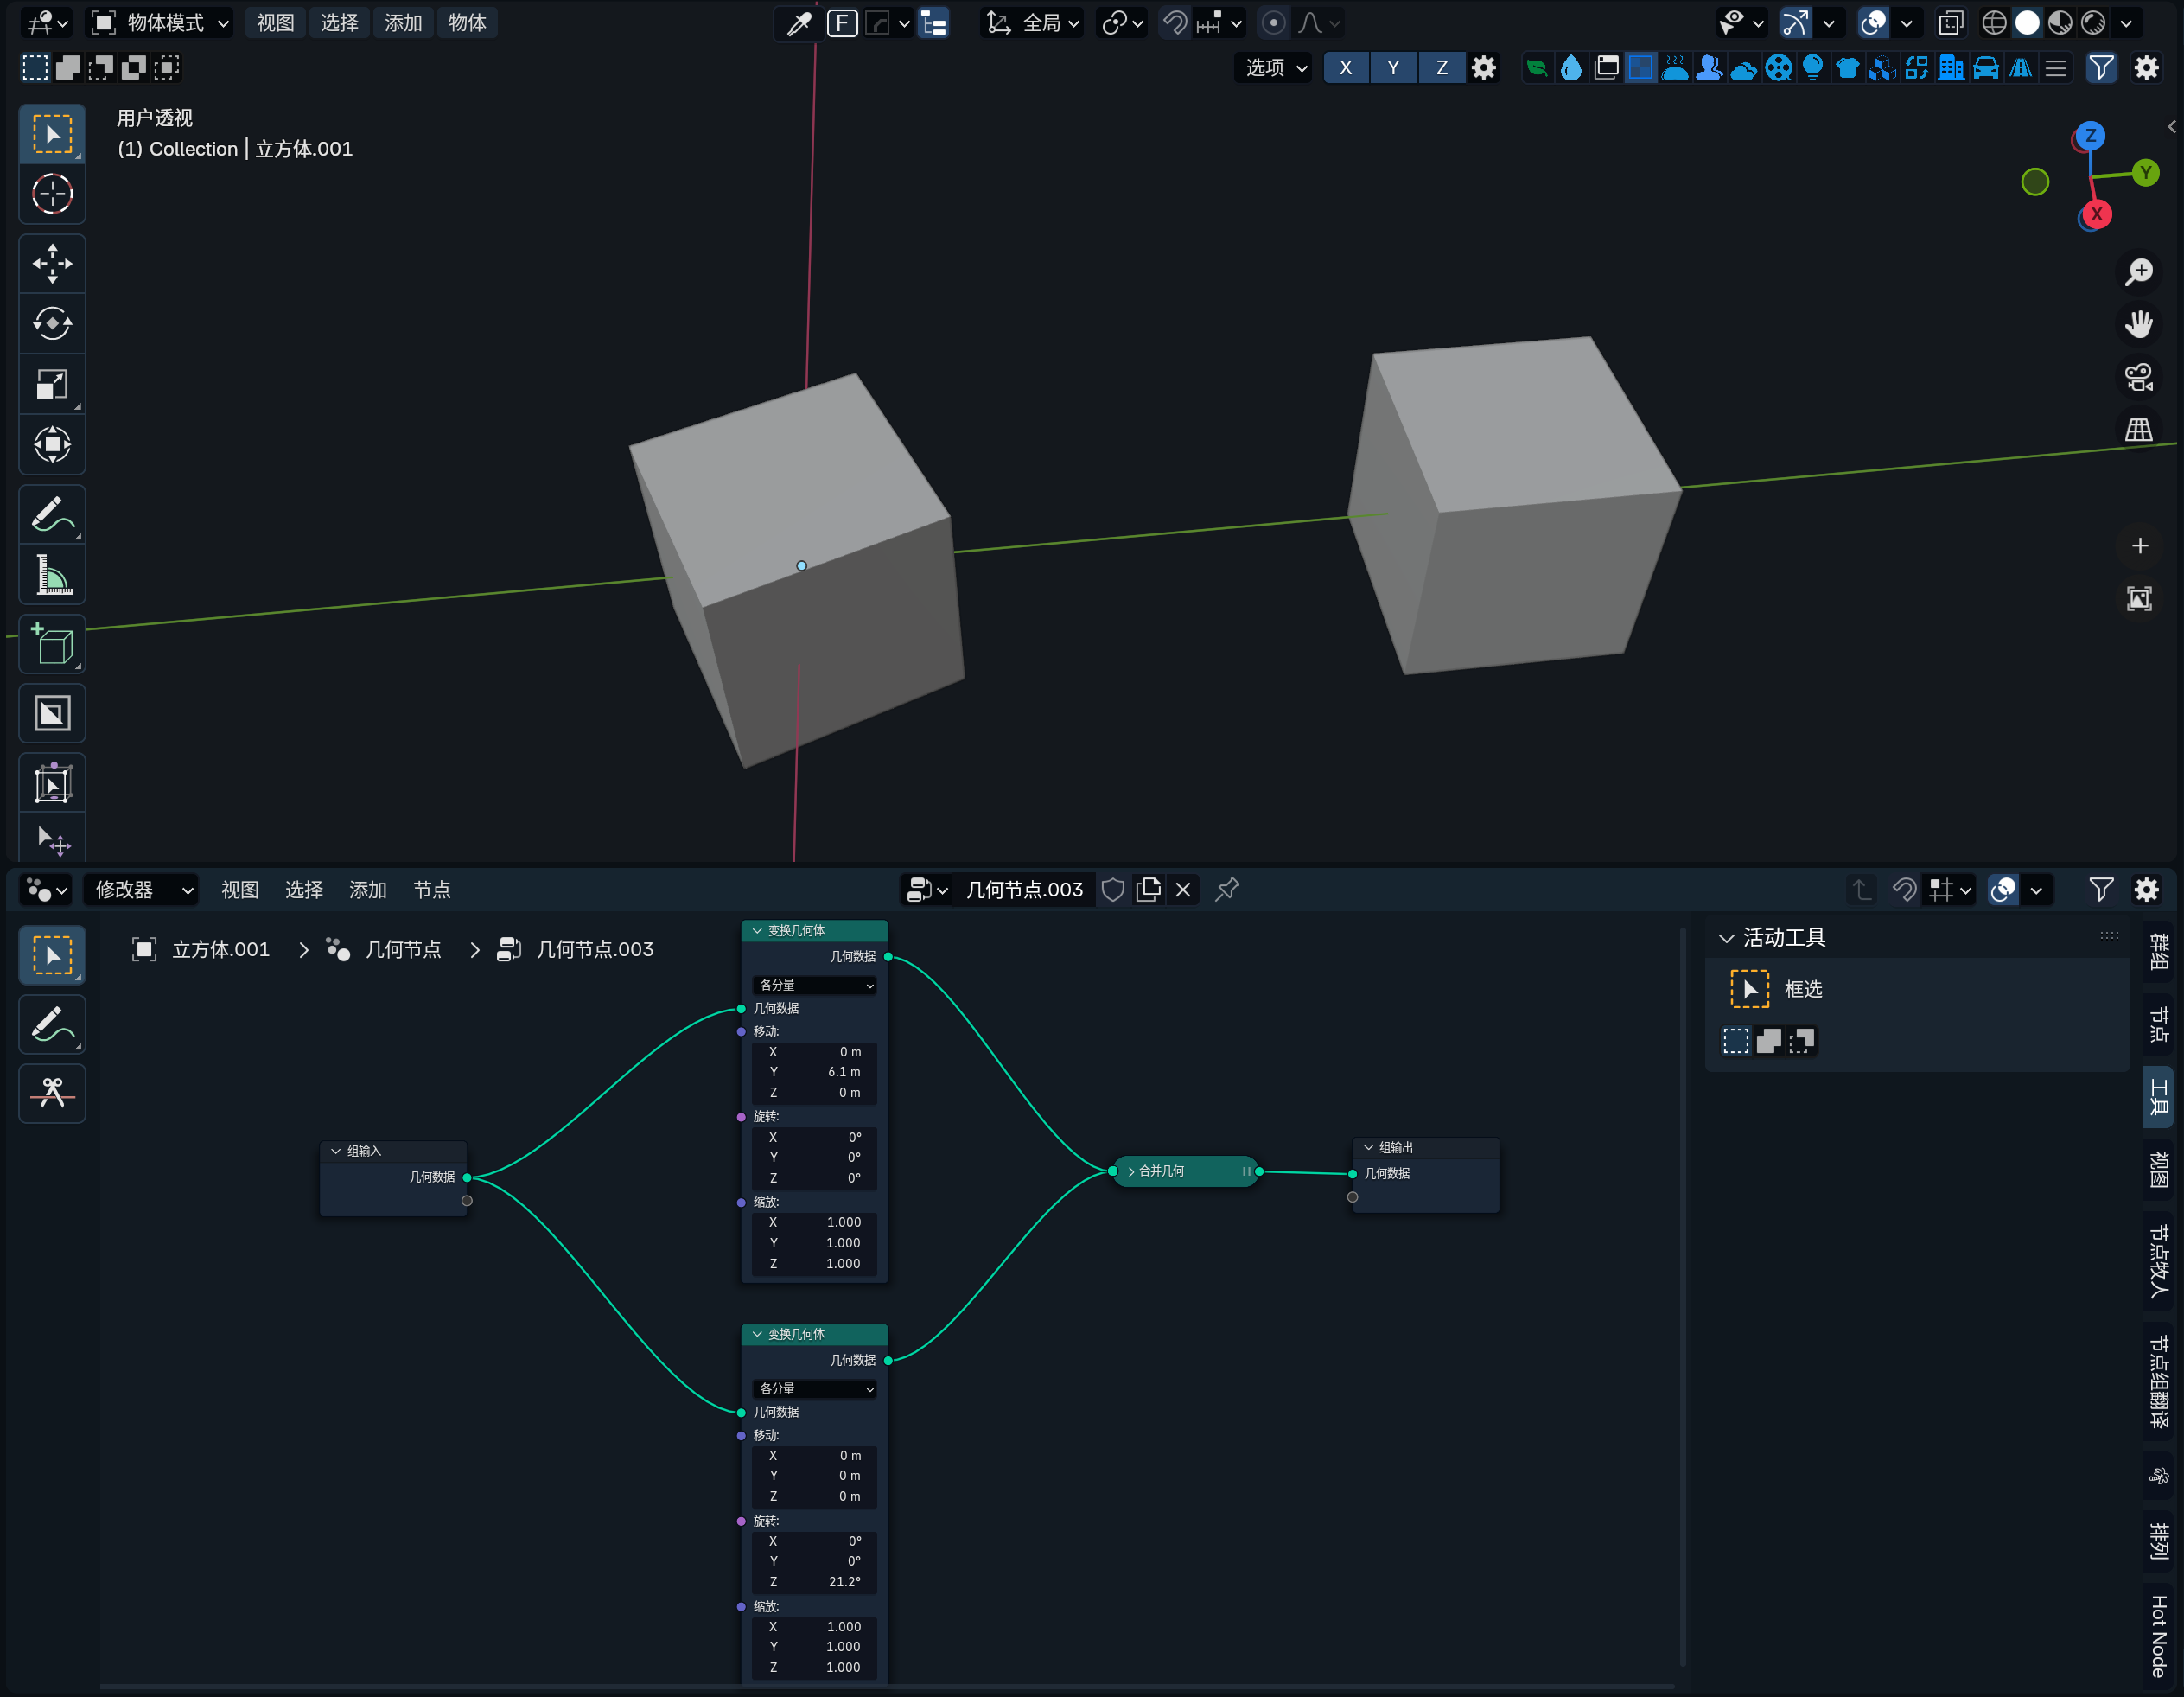 物体模式 视图 选择 添加 物体 F 全局
选项 X Y Z
用户透视
(1) Collection | 立方体.001
Z
Y
X
修改器 视图 选择 添加 节点 几何节点.003
立方体.001 > 几何节点 > 几何节点.003
变换几何体
几何数据
各分量
几何数据
移动:
X 0 m
Y 6.1 m
Z 0 m
旋转:
X 0°
Y 0°
Z 0°
缩放:
X 1.000
Y 1.000
Z 1.000
组输入
几何数据
合并几何
组输出
几何数据
变换几何体
几何数据
各分量
几何数据
移动:
X 0 m
Y 0 m
Z 0 m
旋转:
X 0°
Y 0°
Z 21.2°
缩放:
X 1.000
Y 1.000
Z 1.000
活动工具
框选
群组
节点
工具
视图
节点牧人
节点组翻译
排列
Hot Node